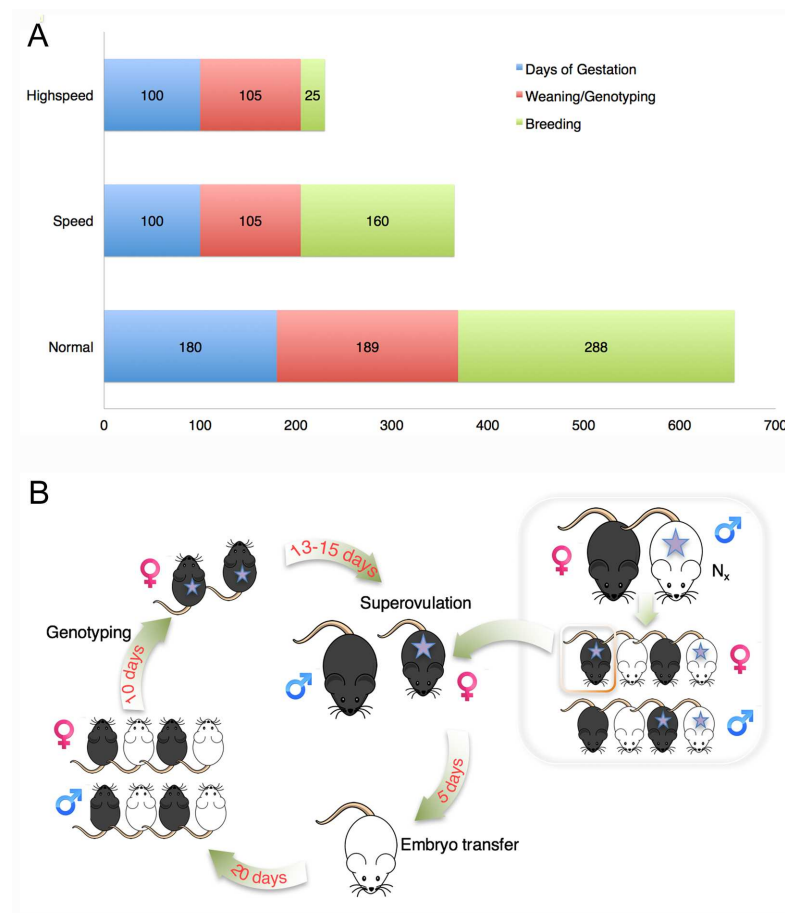 A
Highspeed
100
105
25
Days of Gestation
Weaning/Genotyping
Breeding
Speed
100
105
160
Normal
180
189
288
0
100
200
300
400
500
600
700
B
13-15 days
Superovulation
Nx
Genotyping
10 days
5 days
Embryo transfer
20 days